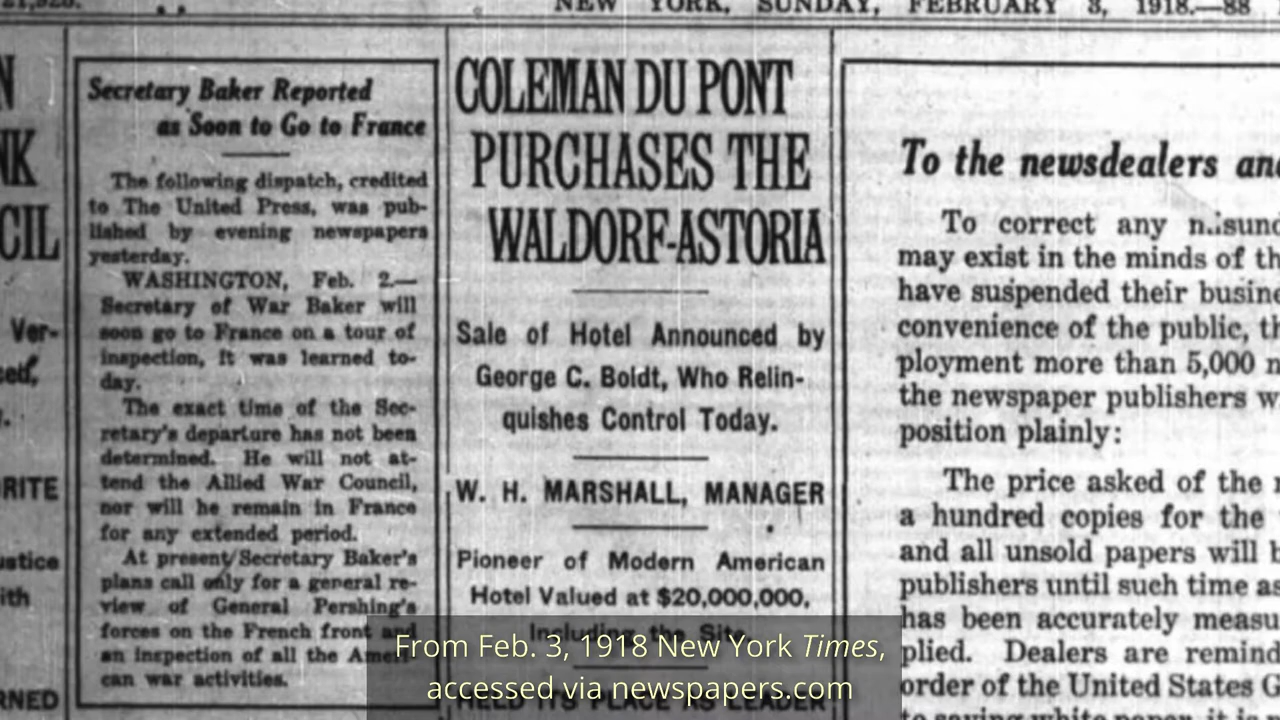 21,928.
NEW YORK, SUNDAY, FEBRUARY 3, 1918.—88
N
NK
CIL
Ver-
ced,
RITE
ustice
ith
RNED
Secretary Baker Reported
as Soon to Go to France
The following dispatch, credited
to The United Press, was pub-
lished by evening newspapers
yesterday.
WASHINGTON, Feb. 2.—
Secretary of War Baker will
soon go to France on a tour of
inspection, it was learned to-
day.
The exact time of the Sec-
retary's departure has not been
determined. He will not at-
tend the Allied War Council,
nor will he remain in France
for any extended period.
At present Secretary Baker's
plans call only for a general re-
view of General Pershing's
forces on the French front and
an inspection of all the Ameri-
can war activities.
COLEMAN DU PONT
PURCHASES THE
WALDORF-ASTORIA
Sale of Hotel Announced by
George C. Boldt, Who Relin-
quishes Control Today.
W. H. MARSHALL, MANAGER
Pioneer of Modern American
Hotel Valued at $20,000,000,
Including the Site.
HELD ITS PLACE AS LEADER
To the newsdealers an
To correct any misund
may exist in the minds of th
have suspended their busine
convenience of the public, th
ployment more than 5,000 n
the newspaper publishers w
position plainly:
The price asked of the
a hundred copies for the
and all unsold papers will b
publishers until such time as
has been accurately measu
plied. Dealers are remind
order of the United States G
to saving white paper, it is
From Feb. 3, 1918 New York Times,
accessed via newspapers.com